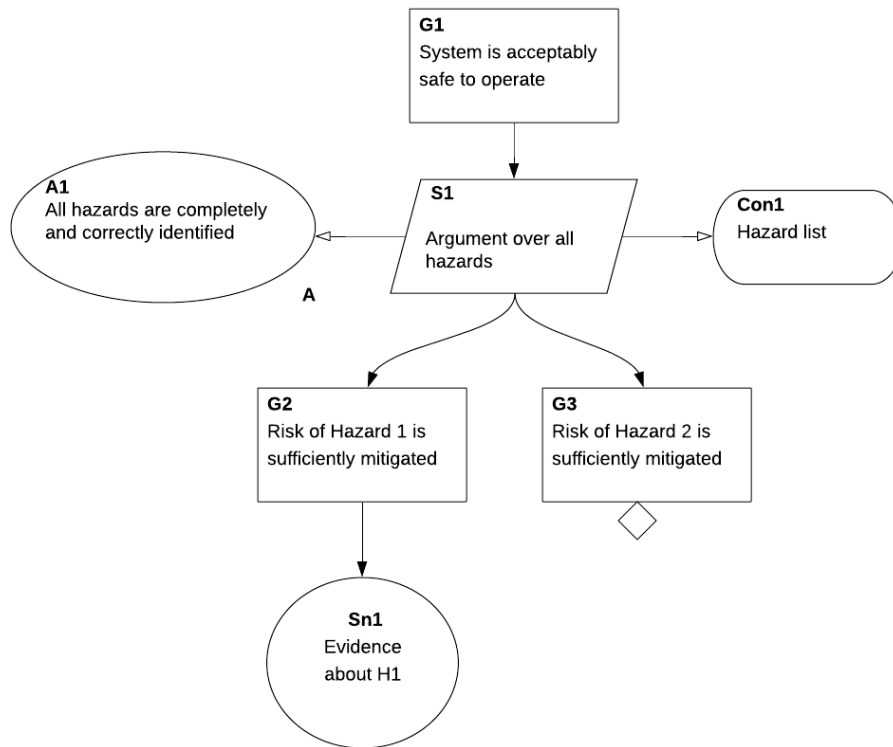 G1
System is acceptably
safe to operate
A1
All hazards are completely
and correctly identified
A
S1
Argument over all
hazards
Con1
Hazard list
G2
Risk of Hazard 1 is
sufficiently mitigated
G3
Risk of Hazard 2 is
sufficiently mitigated
Sn1
Evidence
about H1